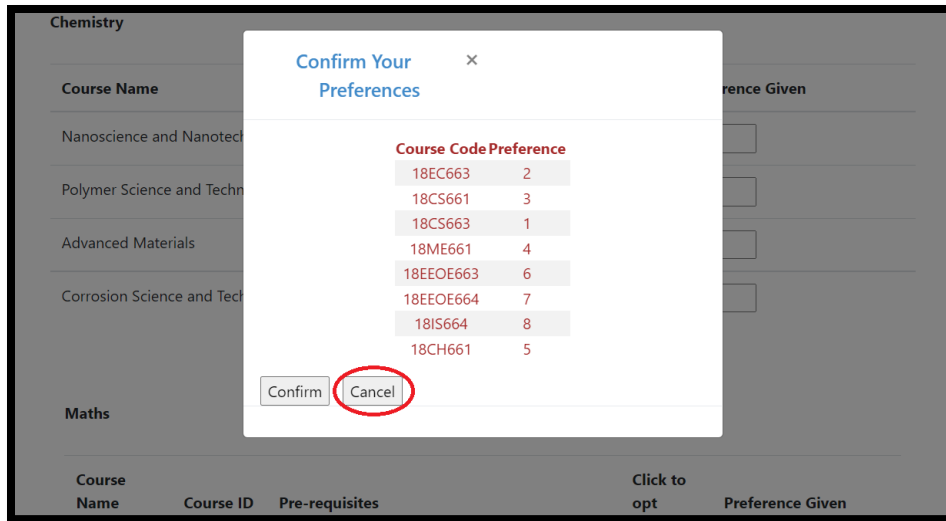 Chemistry
Confirm Your ×
Preferences
Course Name
rence Given
Nanoscience and Nanotech
Course Code Preference
18EC663 2
Polymer Science and Techn
18CS661 3
18CS663 1
Advanced Materials
18ME661 4
18EEOE663 6
Corrosion Science and Tech
18EEOE664 7
18IS664 8
18CH661 5
Confirm Cancel
Maths
Course
Name Course ID Pre-requisites
Click to
opt Preference Given